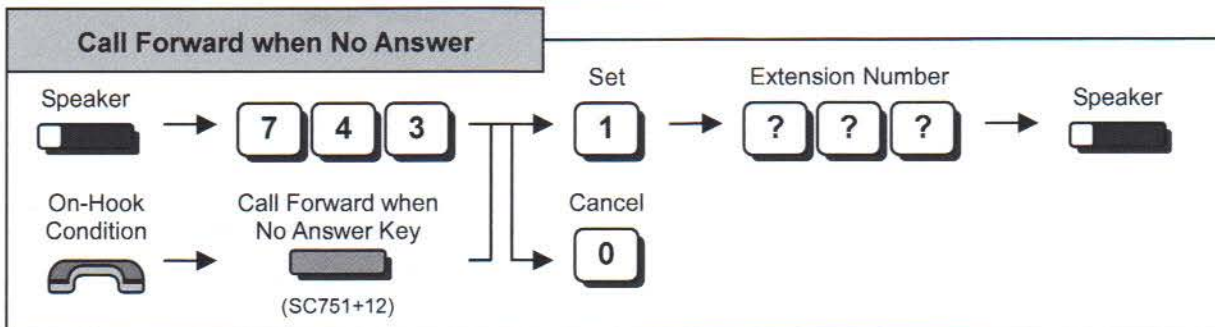 Call Forward when No Answer
Speaker
7 4 3
Set
1
Extension Number
? ? ?
Speaker
On-Hook
Condition
Call Forward when
No Answer Key
(SC751+12)
Cancel
0